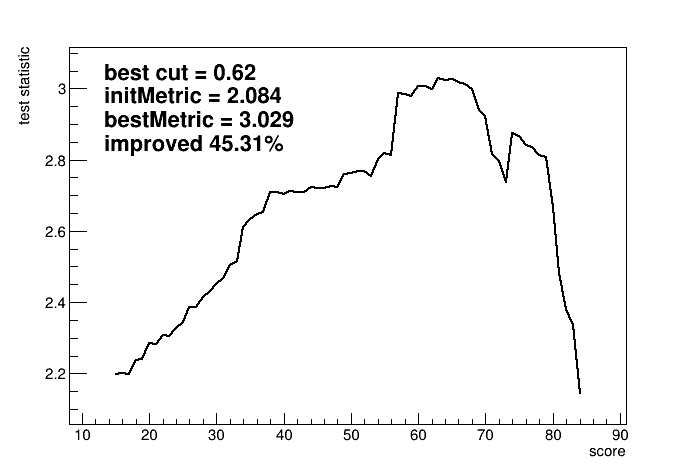 test statistic
best cut = 0.62
initMetric = 2.084
bestMetric = 3.029
improved 45.31%
3
2.8
2.6
2.4
2.2
10 20 30 40 50 60 70 80 90
score